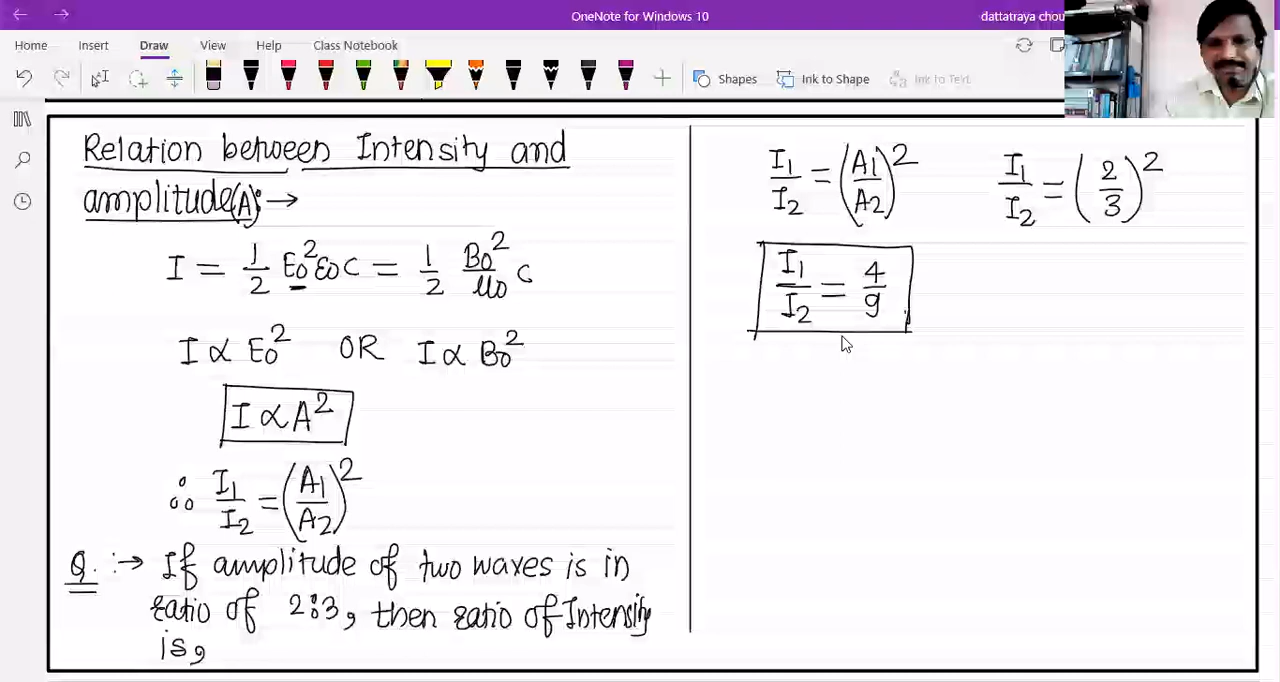 OneNote for Windows 10
dattatraya chou
Home Insert Draw View Help Class Notebook
Shapes Ink to Shape Ink to Text
Relation between Intensity and
amplitude(A):→
I = 1/2 E₀²ε₀c = 1/2 B₀²/μ₀ c
I ∝ E₀² OR I ∝ B₀²
I ∝ A²
∴ I₁/I₂ = (A₁/A₂)²
Q. :→ If amplitude of two waves is in
ratio of 2:3, then ratio of Intensity
is,
I₁/I₂ = (A₁/A₂)² I₁/I₂ = (2/3)²
I₁/I₂ = 4/9